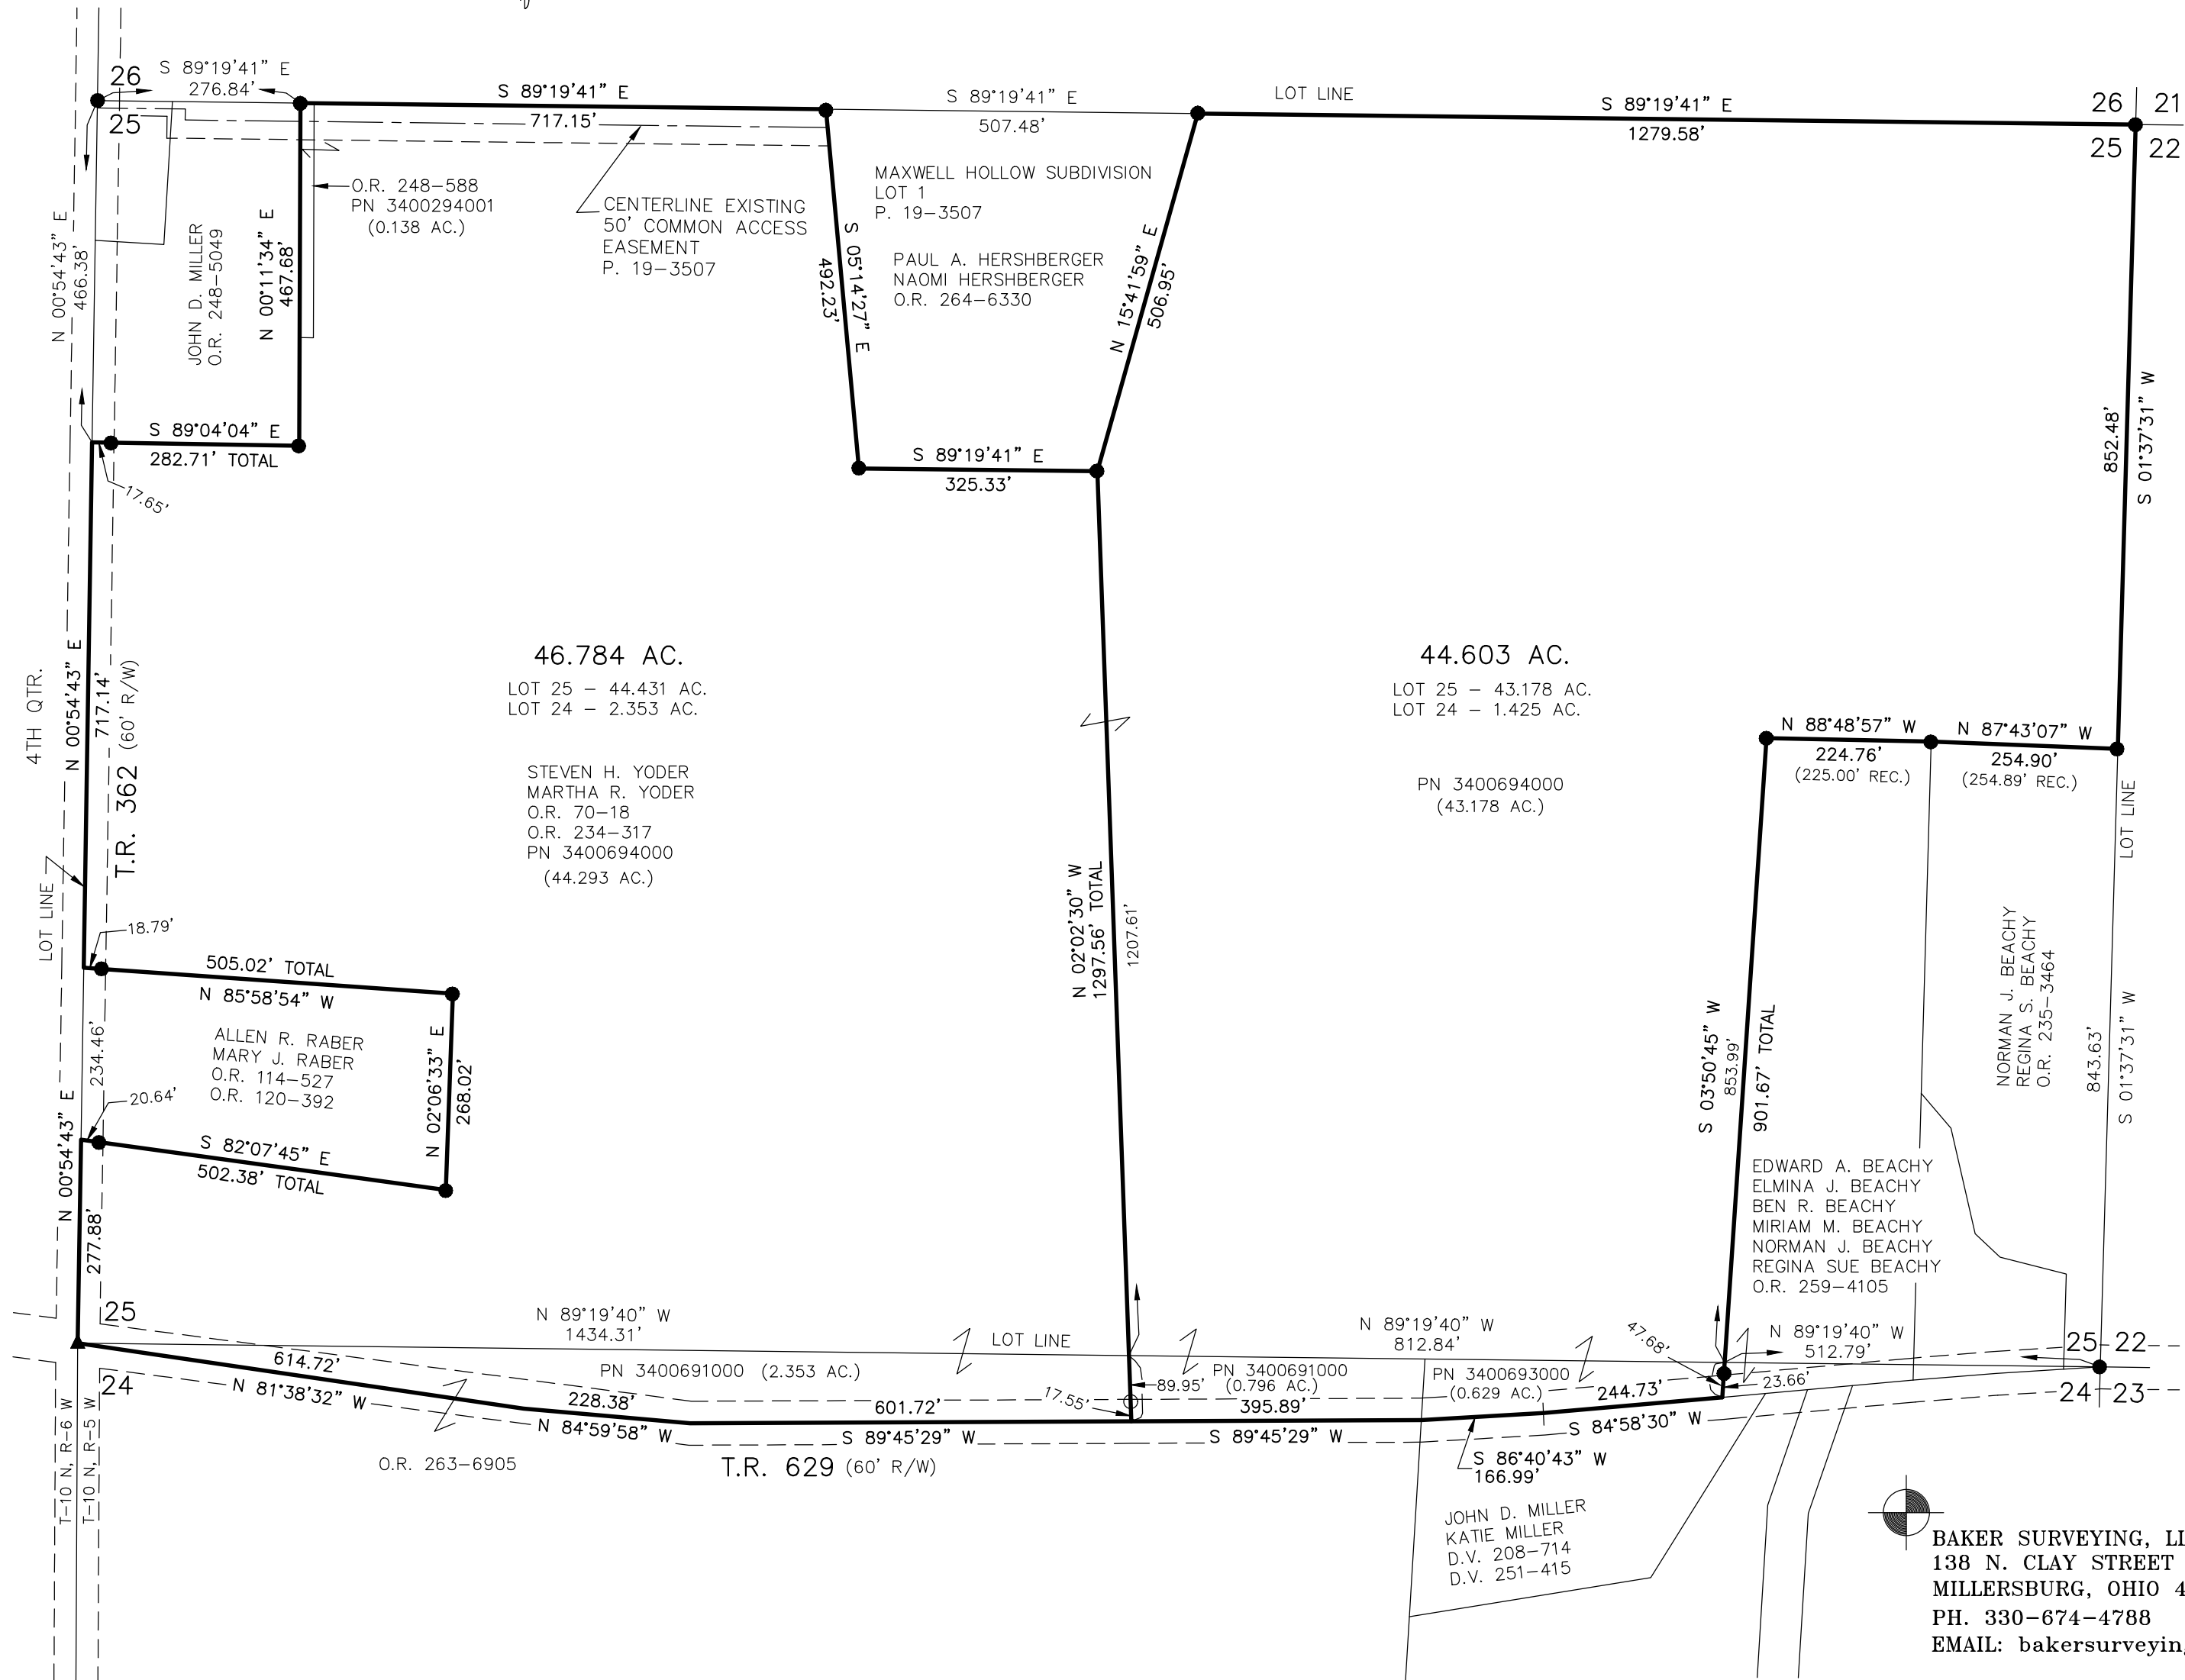 S 89°19'41" E
276.84'
26
25
S 89°19'41" E
717.15'
S 89°19'41" E
507.48'
LOT LINE
S 89°19'41" E
1279.58'
26 21
25 22
N 00°54'43" E
466.38'
JOHN D. MILLER
O.R. 248-5049
N 00°11'34" E
467.68'
O.R. 248-588
PN 3400294001
(0.138 AC.)
CENTERLINE EXISTING
50' COMMON ACCESS
EASEMENT
P. 19-3507
S 05°14'27" E
492.23'
MAXWELL HOLLOW SUBDIVISION
LOT 1
P. 19-3507
PAUL A. HERSHBERGER
NAOMI HERSHBERGER
O.R. 264-6330
N 15°41'59" E
506.95'
852.48'
S 01°37'31" W
S 89°04'04" E
282.71' TOTAL
17.65'
S 89°19'41" E
325.33'
4TH QTR.
N 00°54'43" E
717.14'
T.R. 362 (60' R/W)
46.784 AC.
LOT 25 - 44.431 AC.
LOT 24 - 2.353 AC.
STEVEN H. YODER
MARTHA R. YODER
O.R. 70-18
O.R. 234-317
PN 3400694000
(44.293 AC.)
44.603 AC.
LOT 25 - 43.178 AC.
LOT 24 - 1.425 AC.
PN 3400694000
(43.178 AC.)
N 88°48'57" W
224.76'
(225.00' REC.)
N 87°43'07" W
254.90'
(254.89' REC.)
LOT LINE
LOT LINE
18.79'
505.02' TOTAL
N 85°58'54" W
N 02°02'30" W
1297.56' TOTAL
1207.61'
ALLEN R. RABER
MARY J. RABER
O.R. 114-527
O.R. 120-392
N 02°06'33" E
268.02'
234.46'
20.64'
S 82°07'45" E
502.38' TOTAL
N 00°54'43" E
277.88'
S 03°50'45" W
853.99'
901.67' TOTAL
NORMAN J. BEACHY
REGINA S. BEACHY
O.R. 235-3464
843.63'
S 01°37'31" W
EDWARD A. BEACHY
ELMINA J. BEACHY
BEN R. BEACHY
MIRIAM M. BEACHY
NORMAN J. BEACHY
REGINA SUE BEACHY
O.R. 259-4105
25
24
N 89°19'40" W
1434.31'
LOT LINE
N 89°19'40" W
812.84'
47.68'
N 89°19'40" W
512.79'
25 22
24 23
614.72'
N 81°38'32" W
PN 3400691000 (2.353 AC.)
228.38'
N 84°59'58" W
601.72'
S 89°45'29" W
17.55'
89.95'
PN 3400691000
(0.796 AC.)
395.89'
S 89°45'29" W
PN 3400693000
(0.629 AC.)
244.73'
S 84°58'30" W
23.66'
S 86°40'43" W
166.99'
T-10 N, R-6 W
T-10 N, R-5 W
O.R. 263-6905
T.R. 629 (60' R/W)
JOHN D. MILLER
KATIE MILLER
D.V. 208-714
D.V. 251-415
BAKER SURVEYING, LL
138 N. CLAY STREET
MILLERSBURG, OHIO 4
PH. 330-674-4788
EMAIL: bakersurveying